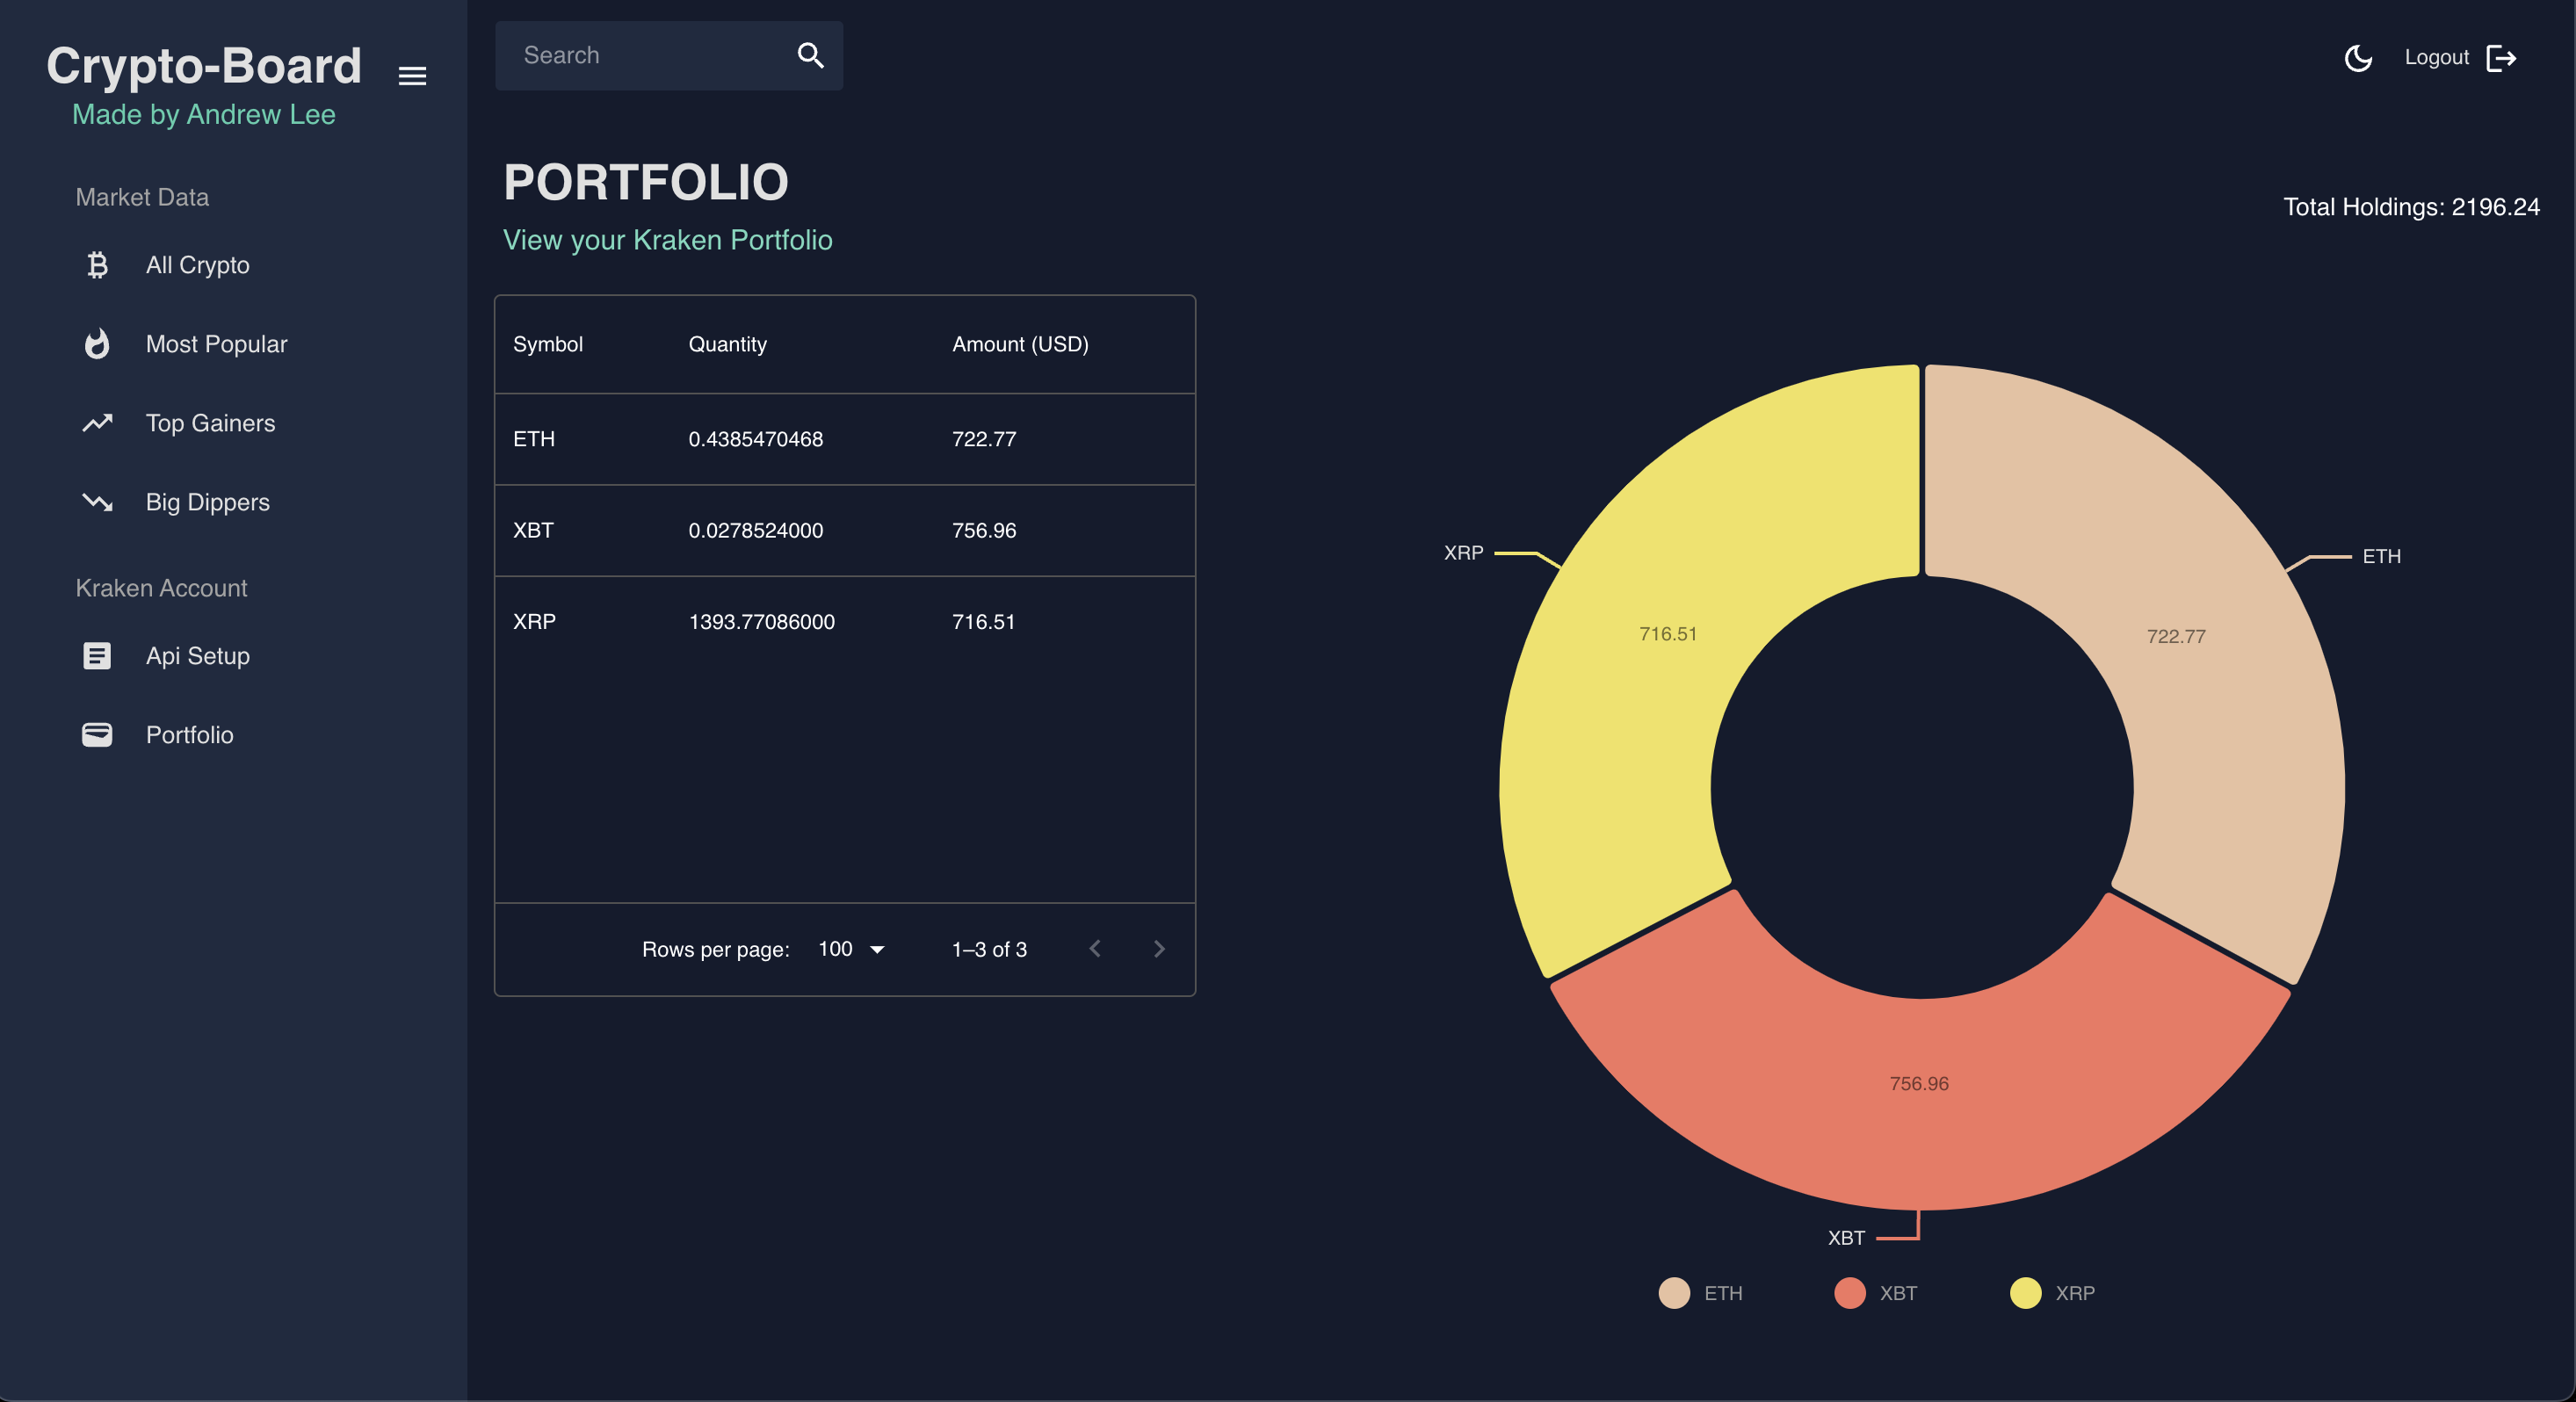 Crypto-Board
Made by Andrew Lee
Market Data
All Crypto
Most Popular
Top Gainers
Big Dippers
Kraken Account
Api Setup
Portfolio
Search
Logout
PORTFOLIO
View your Kraken Portfolio
Total Holdings: 2196.24
Symbol Quantity Amount (USD)
ETH 0.4385470468 722.77
XBT 0.0278524000 756.96
XRP 1393.77086000 716.51
Rows per page: 100 1–3 of 3
XRP
ETH
716.51
722.77
756.96
XBT
ETH XBT XRP